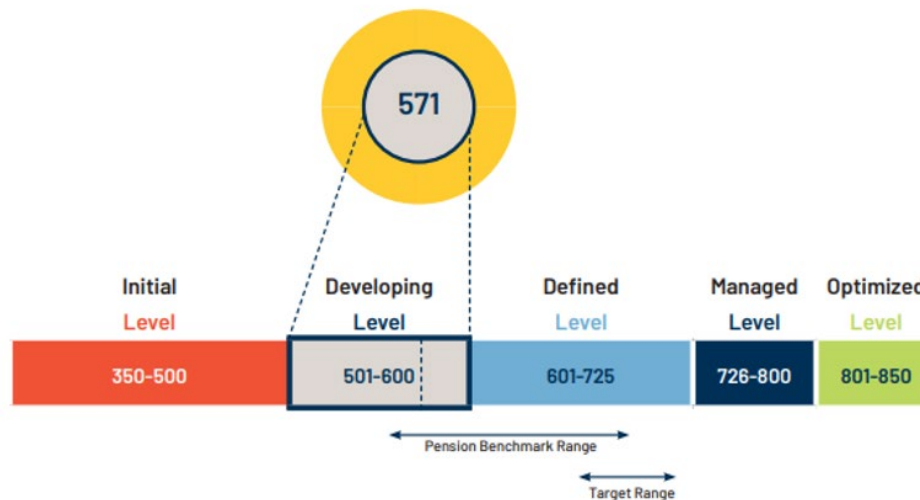 571
Initial
Level
Developing
Level
Defined
Level
Managed
Level
Optimized
Level
350-500
501-600
601-725
726-800
801-850
Pension Benchmark Range
Target Range